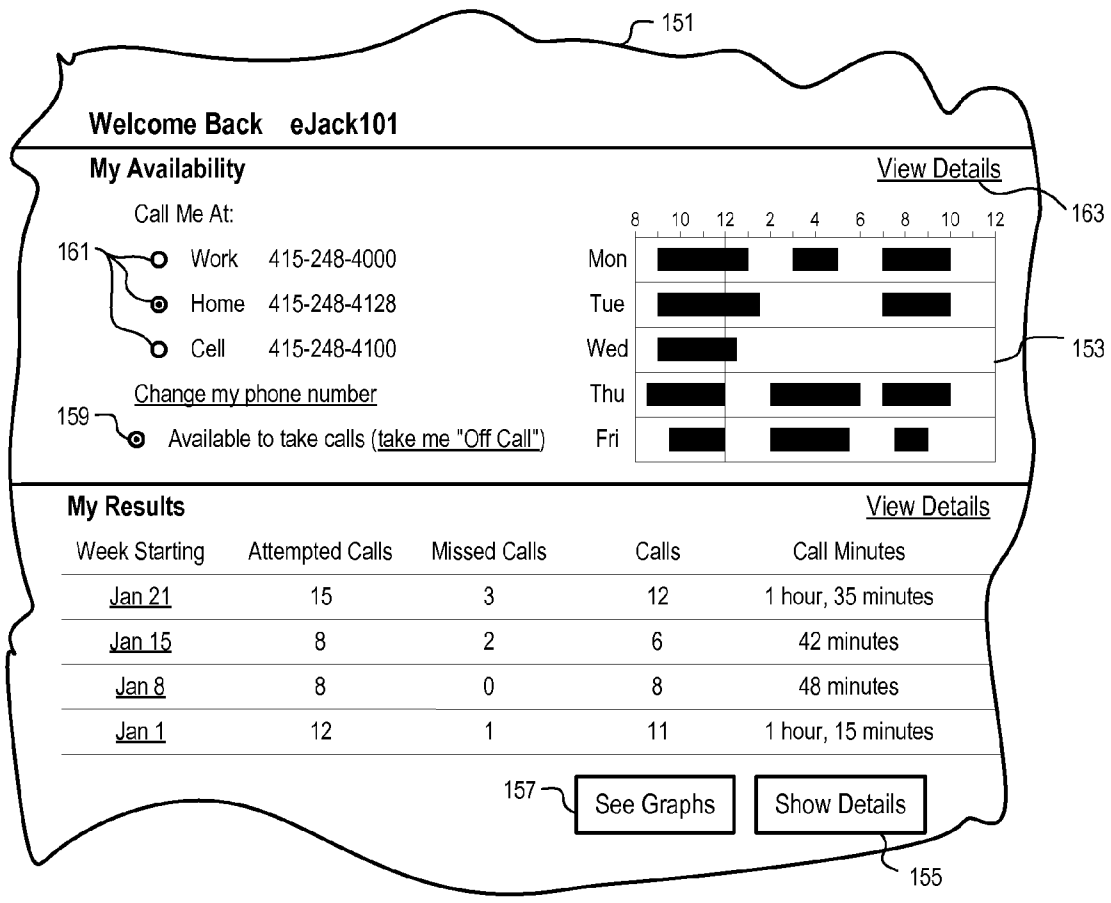 151
Welcome Back eJack101
My Availability View Details
163
Call Me At:
8 10 12 2 4 6 8 10 12
161
Work 415-248-4000 Mon
Home 415-248-4128 Tue
Cell 415-248-4100 Wed
153
Change my phone number Thu
159
Available to take calls (take me "Off Call") Fri
My Results View Details
Week Starting Attempted Calls Missed Calls Calls Call Minutes
Jan 21 15 3 12 1 hour, 35 minutes
Jan 15 8 2 6 42 minutes
Jan 8 8 0 8 48 minutes
Jan 1 12 1 11 1 hour, 15 minutes
157 See Graphs Show Details
155